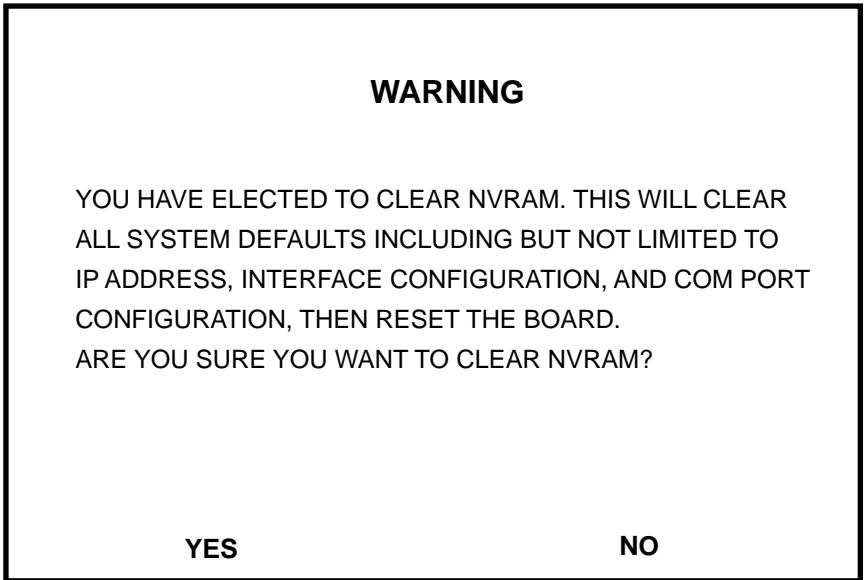 WARNING
YOU HAVE ELECTED TO CLEAR NVRAM. THIS WILL CLEAR
ALL SYSTEM DEFAULTS INCLUDING BUT NOT LIMITED TO
IP ADDRESS, INTERFACE CONFIGURATION, AND COM PORT
CONFIGURATION, THEN RESET THE BOARD.
ARE YOU SURE YOU WANT TO CLEAR NVRAM?
YES NO